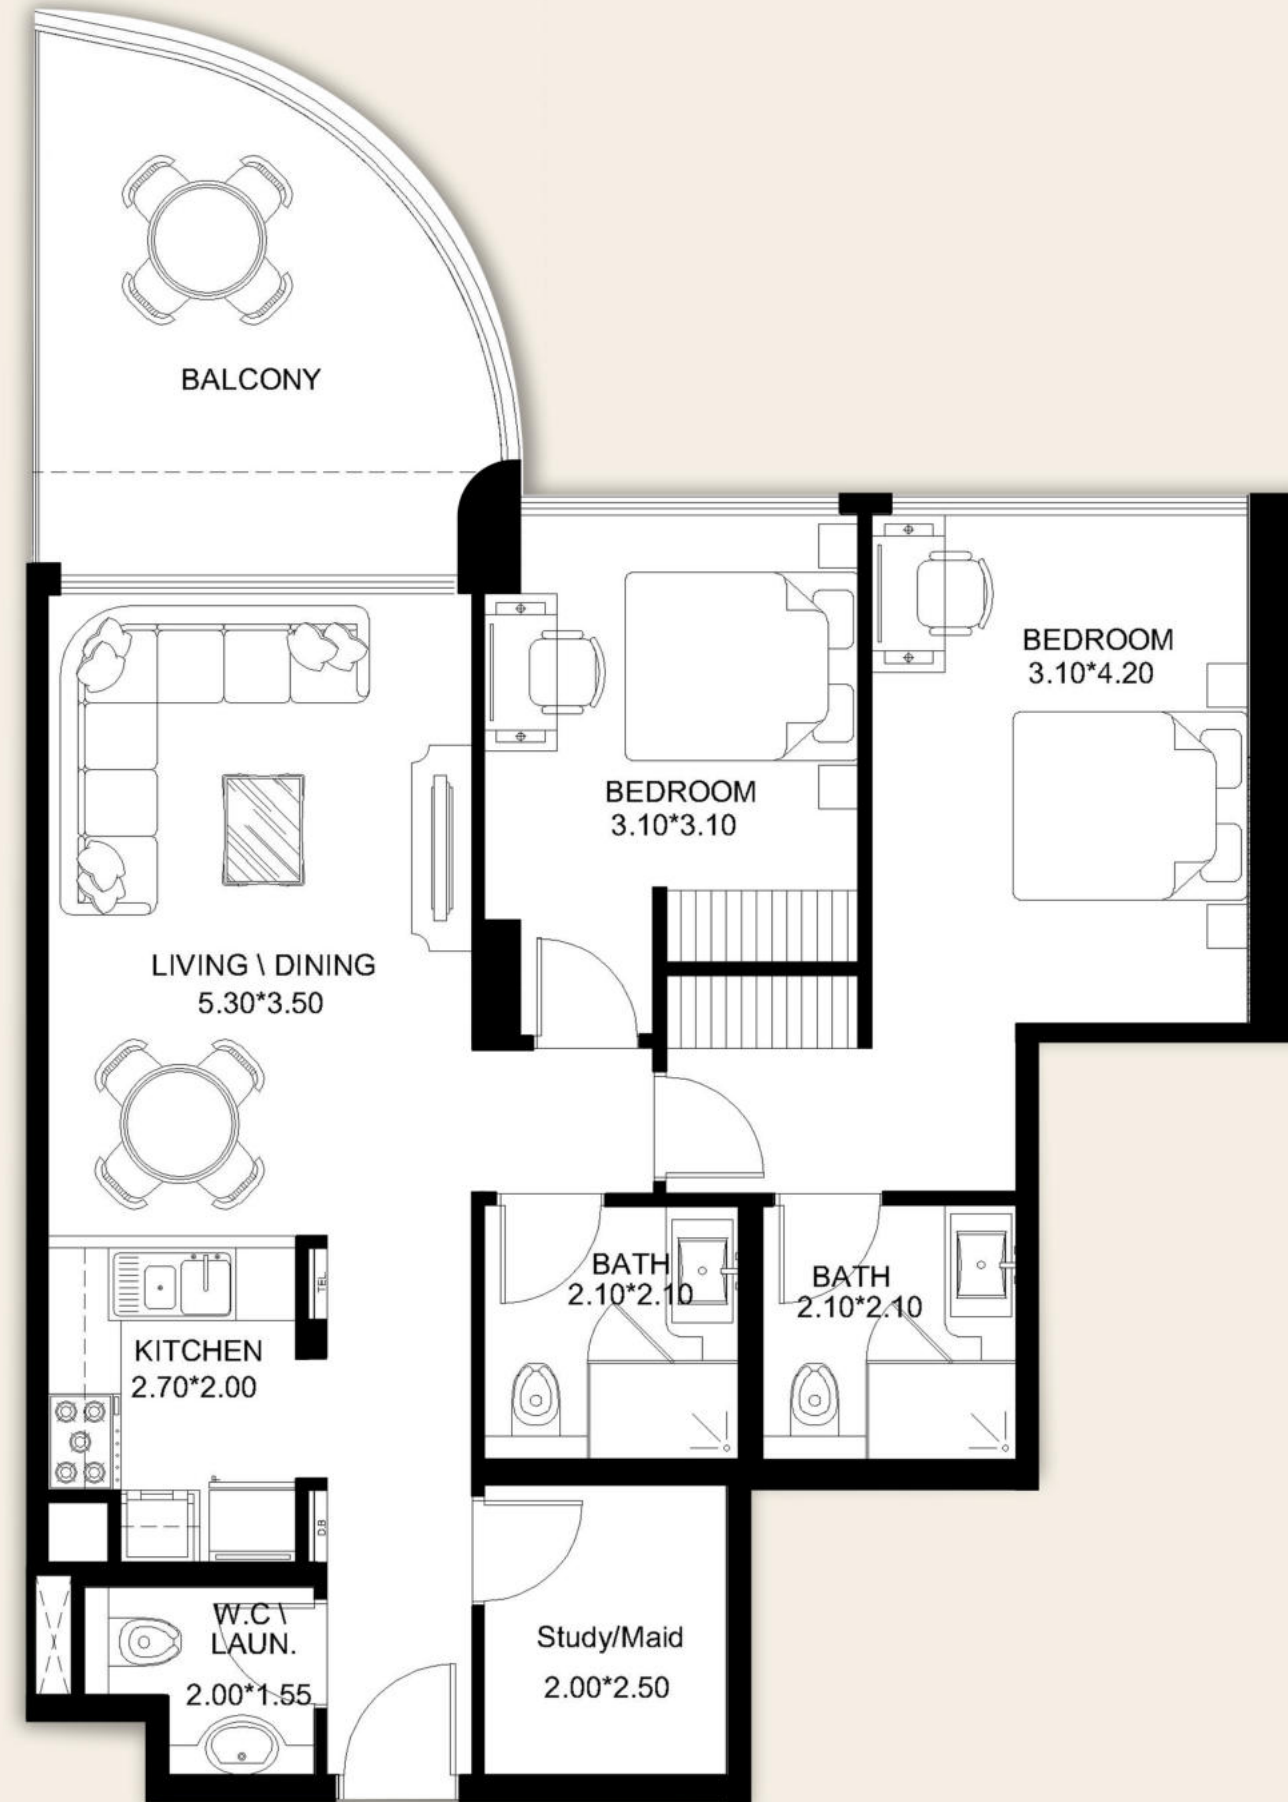 BALCONY
BEDROOM
3.10*4.20
BEDROOM
3.10*3.10
LIVING \ DINING
5.30*3.50
BATH
2.10*2.10
BATH
2.10*2.10
TEL.
KITCHEN
2.70*2.00
D.B
W.C \
LAUN.
2.00*1.55
Study/Maid
2.00*2.50